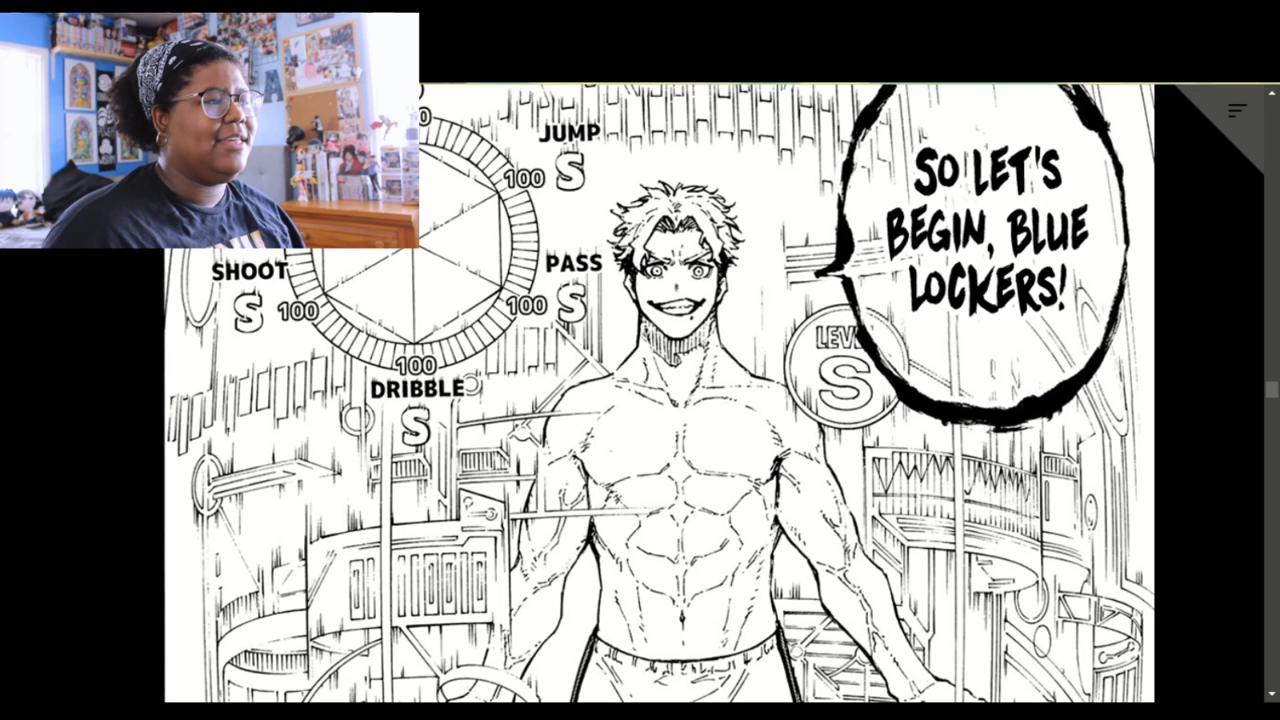 JUMP
S
100
SHOOT
S
100
PASS
S
100
100
DRIBBLE
S
SO LET'S
BEGIN, BLUE
LOCKERS!
S